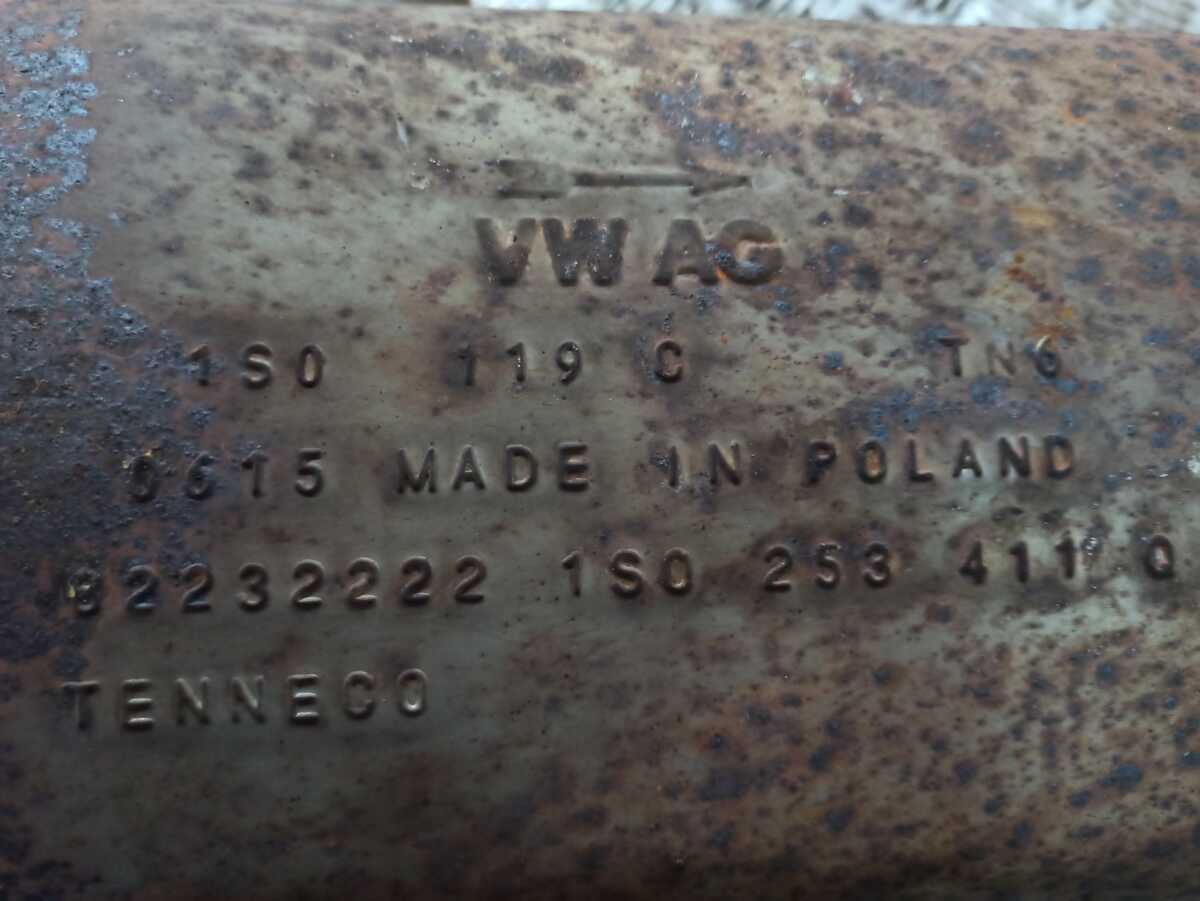 VW AG
1S0 119 C TN6
0615 MADE IN POLAND
82232222 1S0 253 411 Q
TENNECO